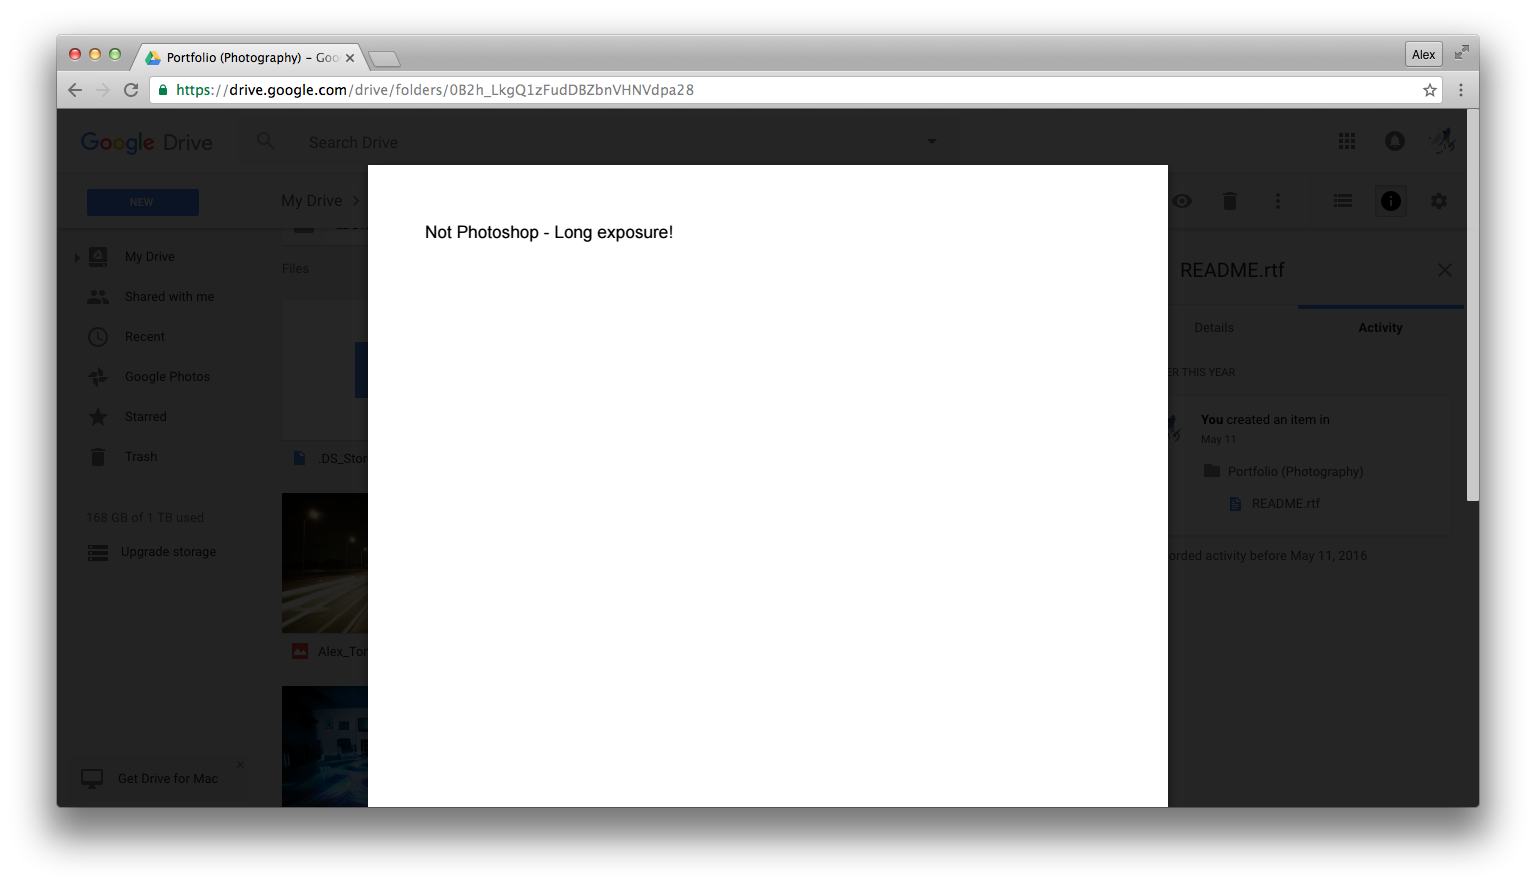 Portfolio (Photography) – Goo
Alex
https://drive.google.com/drive/folders/0B2h_LkgQ1zFudDBZbnVHNVdpa28
Google Drive
Search Drive
NEW
My Drive
My Drive
Shared with me
Recent
Google Photos
Starred
Trash
168 GB of 1 TB used
Upgrade storage
Get Drive for Mac
Files
.DS_Stor
Alex_Tor
Not Photoshop - Long exposure!
README.rtf
Details
Activity
ER THIS YEAR
You created an item in
May 11
Portfolio (Photography)
README.rtf
orded activity before May 11, 2016